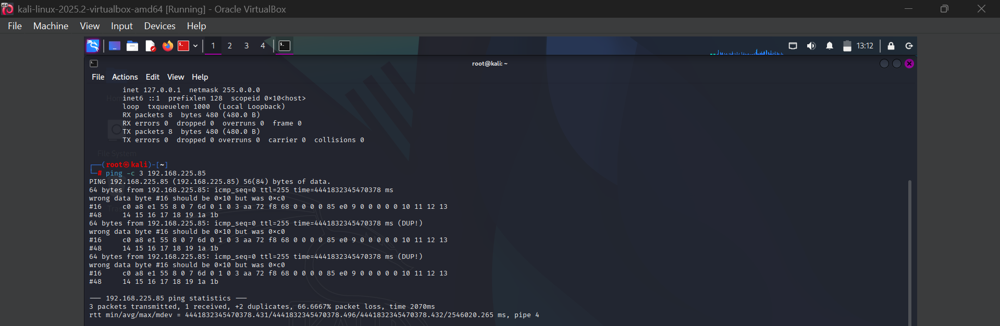 kali-linux-2025.2-virtualbox-amd64 [Running] - Oracle VirtualBox
File Machine View Input Devices Help
1 2 3 4 13:12
root@kali: ~
File Actions Edit View Help
inet 127.0.0.1  netmask 255.0.0.0
inet6 ::1  prefixlen 128  scopeid 0×10<host>
loop  txqueuelen 1000  (Local Loopback)
RX packets 8  bytes 480 (480.0 B)
RX errors 0  dropped 0  overruns 0  frame 0
TX packets 8  bytes 480 (480.0 B)
TX errors 0  dropped 0 overruns 0  carrier 0  collisions 0
File System
┌──(root㉿kali)-[~]
└─# ping -c 3 192.168.225.85
PING 192.168.225.85 (192.168.225.85) 56(84) bytes of data.
64 bytes from 192.168.225.85: icmp_seq=0 ttl=255 time=4441832345470378 ms
wrong data byte #16 should be 0×10 but was 0×c0
#16     c0 a8 e1 55 8 0 7 6d 0 1 0 3 aa 72 f8 68 0 0 0 0 85 e0 9 0 0 0 0 0 10 11 12 13
#48     14 15 16 17 18 19 1a 1b
64 bytes from 192.168.225.85: icmp_seq=0 ttl=255 time=4441832345470378 ms (DUP!)
wrong data byte #16 should be 0×10 but was 0×c0
#16     c0 a8 e1 55 8 0 7 6d 0 1 0 3 aa 72 f8 68 0 0 0 0 85 e0 9 0 0 0 0 0 10 11 12 13
#48     14 15 16 17 18 19 1a 1b
64 bytes from 192.168.225.85: icmp_seq=0 ttl=255 time=4441832345470378 ms (DUP!)
wrong data byte #16 should be 0×10 but was 0×c0
#16     c0 a8 e1 55 8 0 7 6d 0 1 0 3 aa 72 f8 68 0 0 0 0 85 e0 9 0 0 0 0 0 10 11 12 13
#48     14 15 16 17 18 19 1a 1b
--- 192.168.225.85 ping statistics ---
3 packets transmitted, 1 received, +2 duplicates, 66.6667% packet loss, time 2070ms
rtt min/avg/max/mdev = 4441832345470378.431/4441832345470378.496/4441832345470378.432/2546020.265 ms, pipe 4